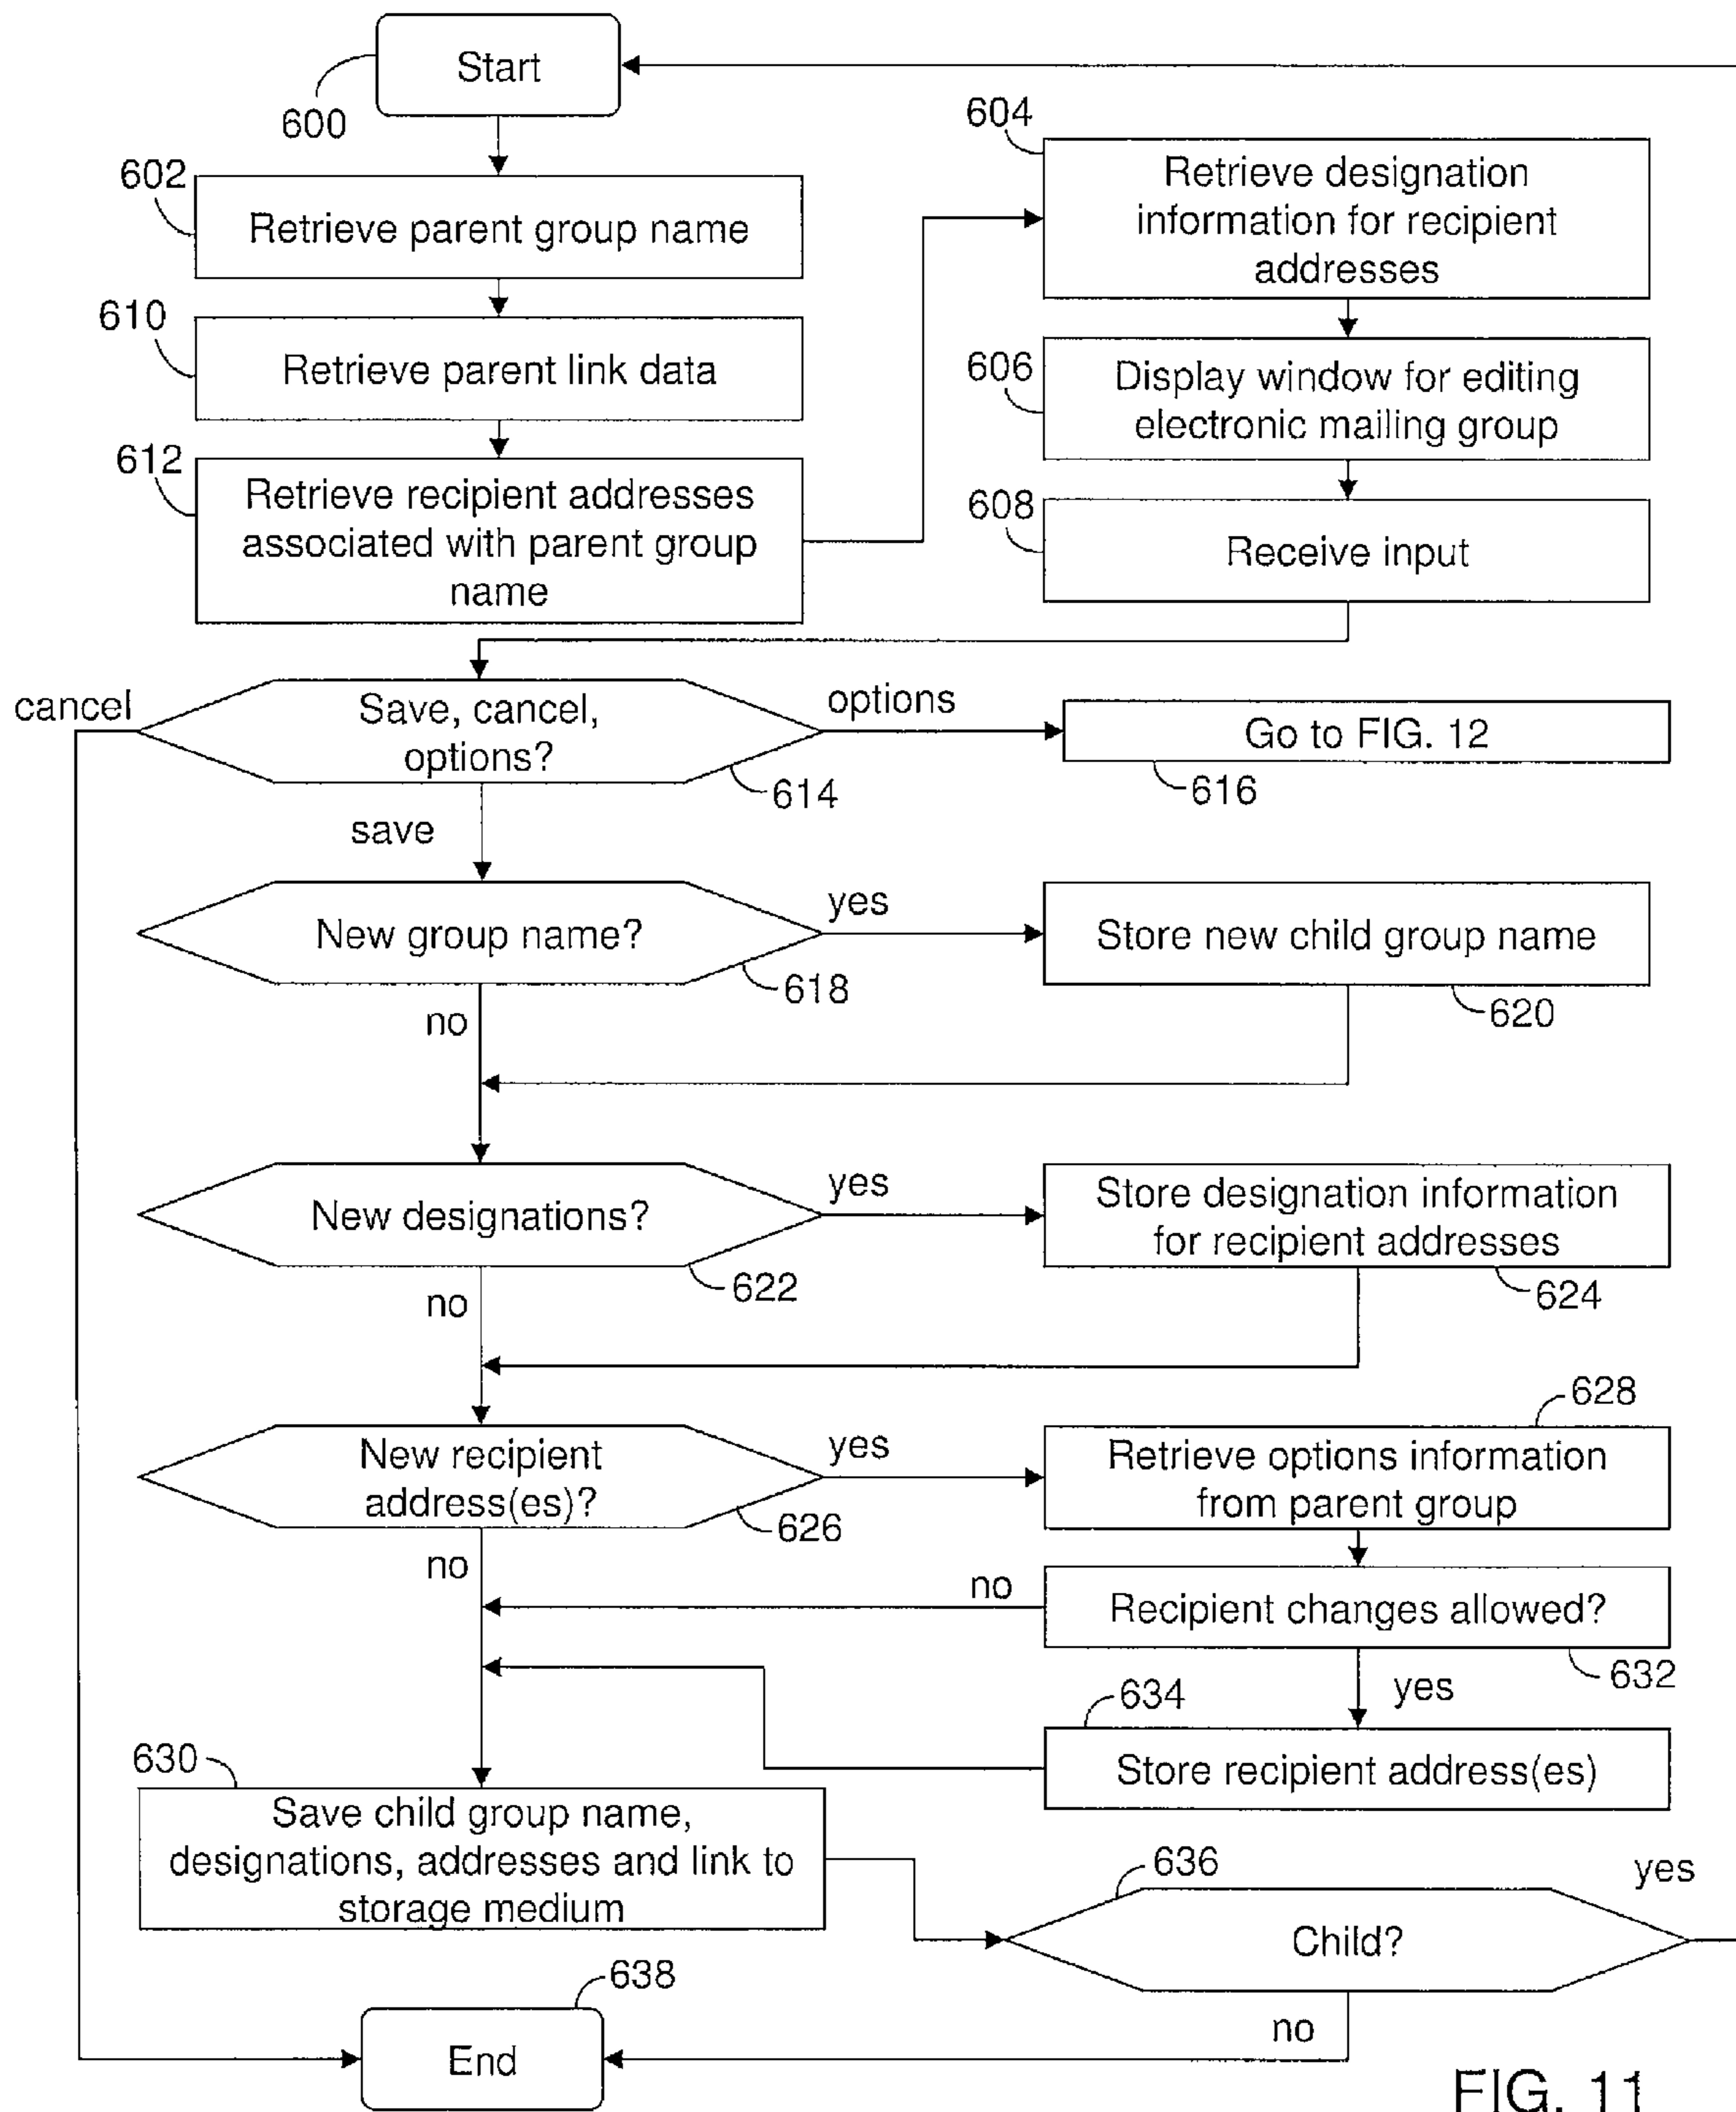 Start
600
602
Retrieve parent group name
610
Retrieve parent link data
612
Retrieve recipient addresses
associated with parent group
name
604
Retrieve designation
information for recipient
addresses
606
Display window for editing
electronic mailing group
608
Receive input
cancel
Save, cancel,
options?
614
options
Go to FIG. 12
616
save
New group name?
618
yes
Store new child group name
620
no
New designations?
622
yes
Store designation information
for recipient addresses
624
no
New recipient
address(es)?
626
yes
628
Retrieve options information
from parent group
no
no
Recipient changes allowed?
632
yes
634
Store recipient address(es)
630
Save child group name,
designations, addresses and link to
storage medium
636
Child?
yes
no
638
End
FIG. 11